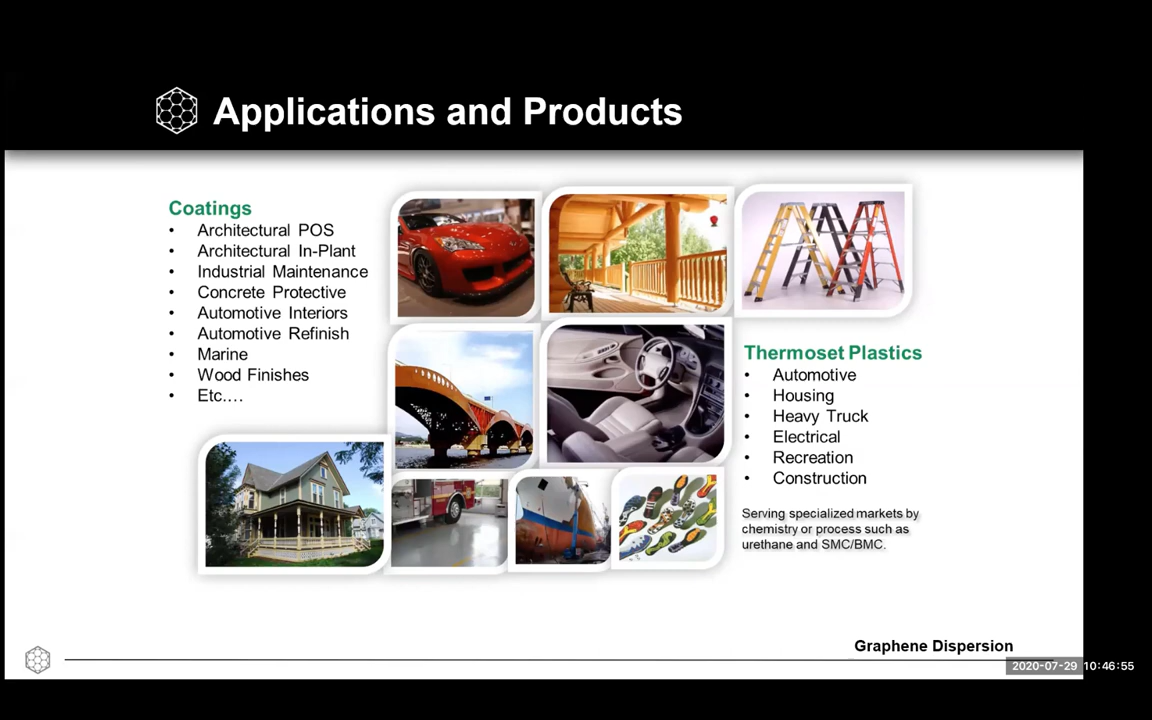 Applications and Products
Coatings
• Architectural POS
• Architectural In-Plant
• Industrial Maintenance
• Concrete Protective
• Automotive Interiors
• Automotive Refinish
• Marine
• Wood Finishes
• Etc.…
Thermoset Plastics
• Automotive
• Housing
• Heavy Truck
• Electrical
• Recreation
• Construction
Serving specialized markets by
chemistry or process such as
urethane and SMC/BMC.
Graphene Dispersion
2020-07-29 10:46:55